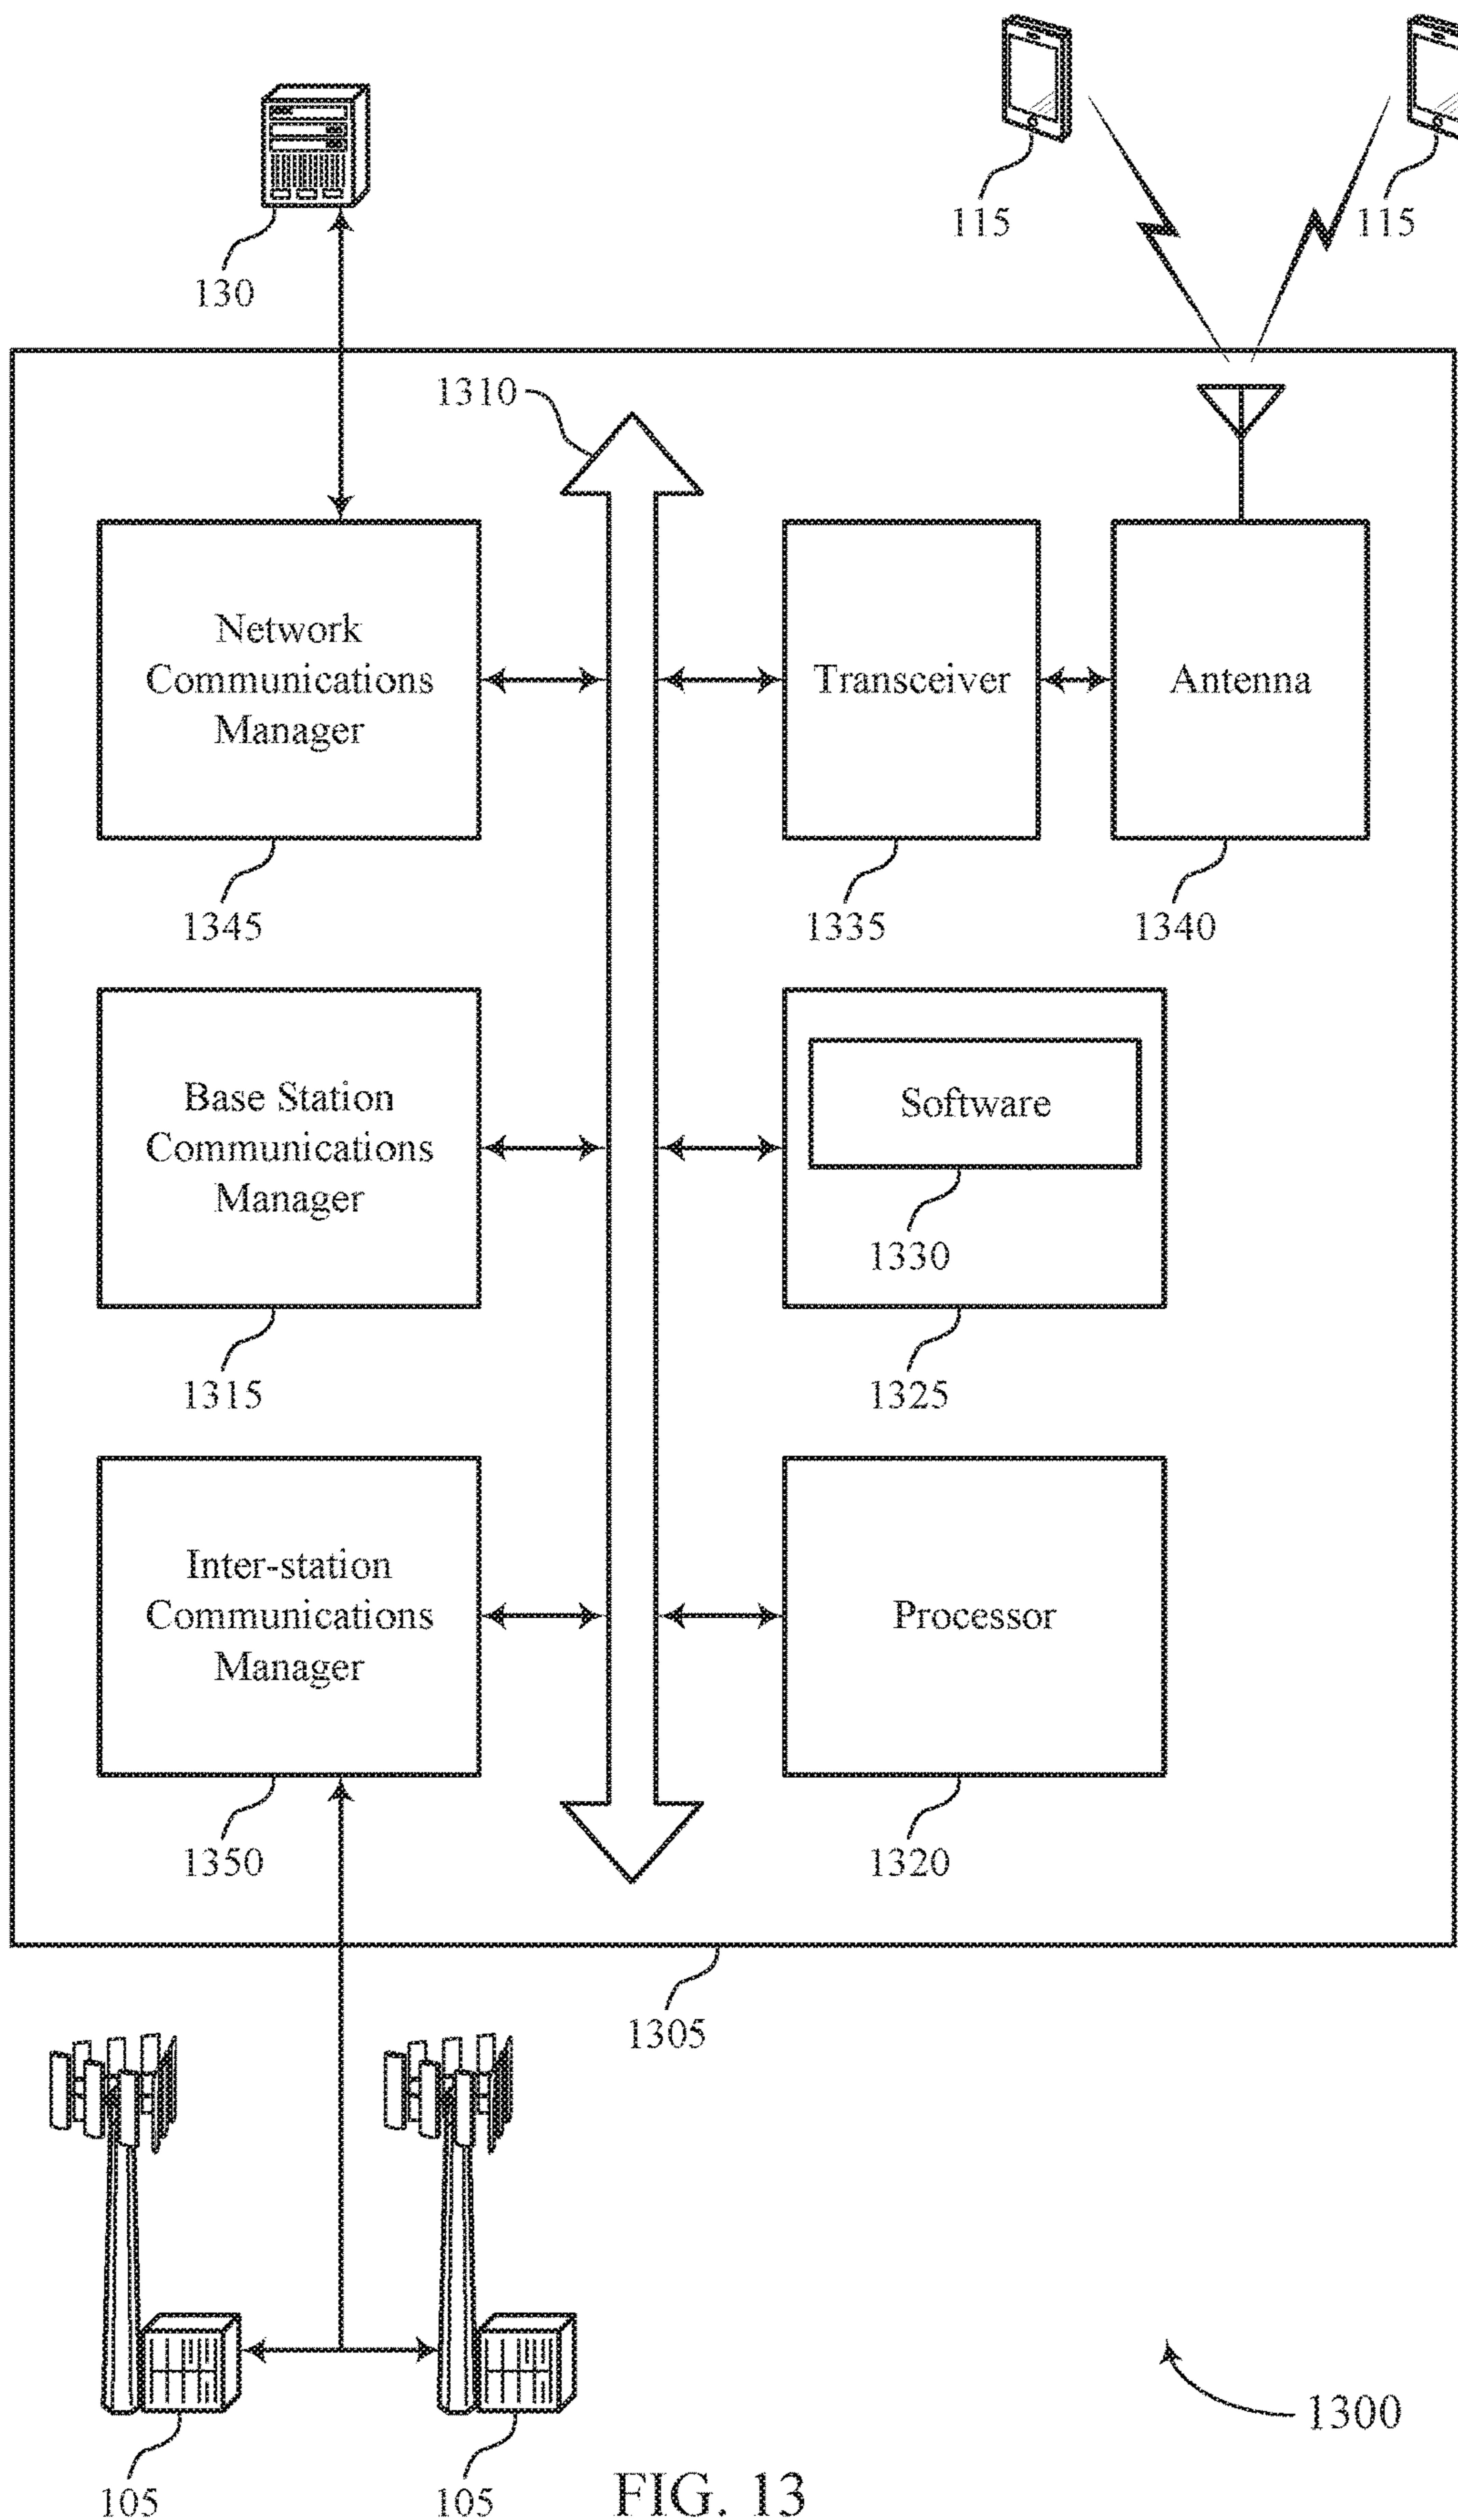 115
115
130
1310
Network
Communications
Manager
Transceiver
Antenna
1345
1335
1340
Base Station
Communications
Manager
Software
1330
1315
1325
Inter-station
Communications
Manager
Processor
1350
1320
1305
1300
105
105
FIG. 13